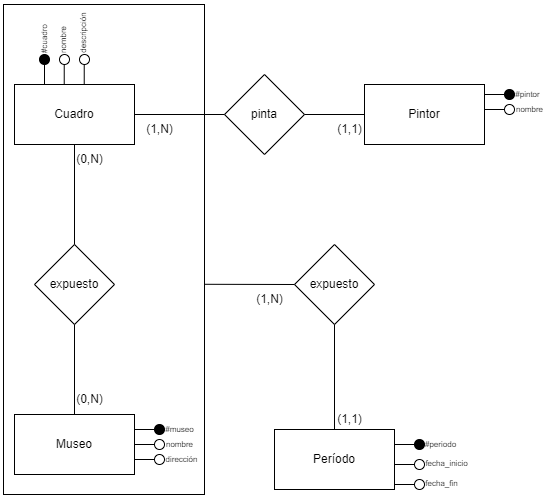 #cuadro
nombre
descripción
Cuadro
(1,N)
pinta
(1,1)
Pintor
#pintor
nombre
(0,N)
expuesto
(1,N)
expuesto
(0,N)
Museo
#museo
nombre
dirección
(1,1)
Período
#periodo
fecha_inicio
fecha_fin